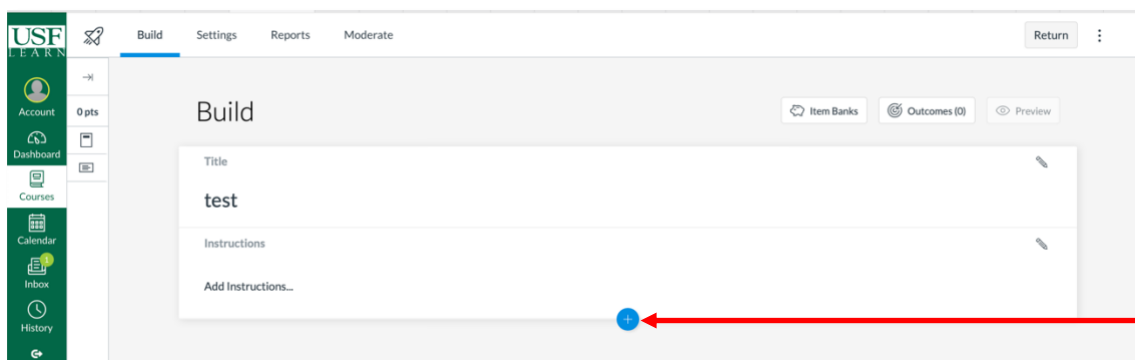 USF
LEARN
Build Settings Reports Moderate
Return
Account
0 pts
Build
Item Banks
Outcomes (0)
Preview
Dashboard
Title
test
Courses
Instructions
Calendar
1
Add Instructions...
Inbox
History